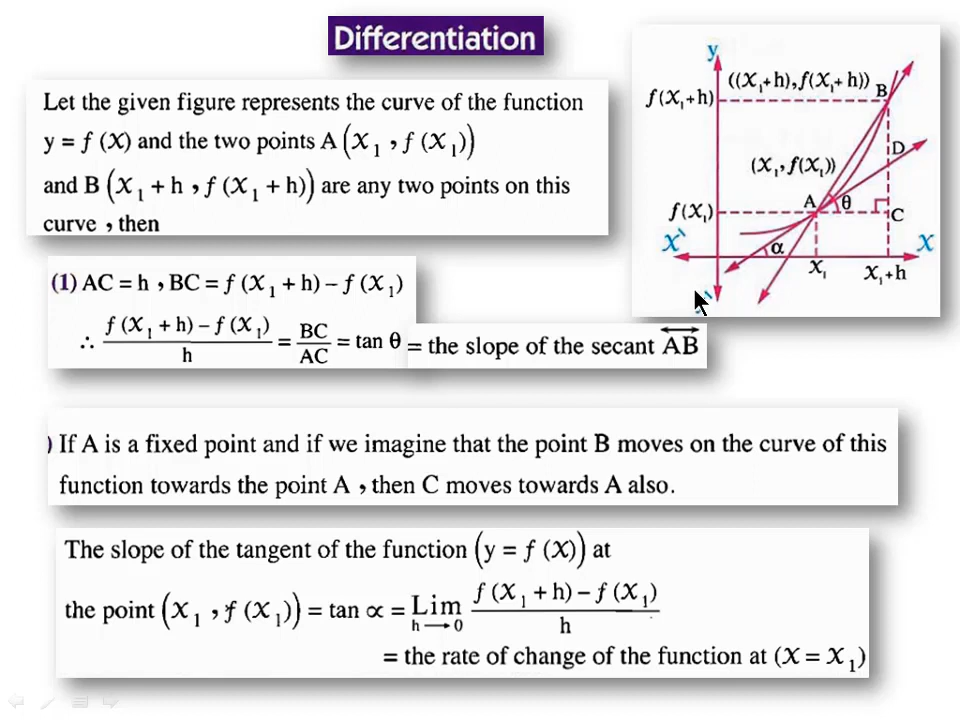 Differentiation
Let the given figure represents the curve of the function
y = f (x) and the two points A (x₁ , f (x₁))
and B (x₁ + h , f (x₁ + h)) are any two points on this
curve , then
(1) AC = h , BC = f (x₁ + h) – f (x₁)
∴ f (x₁ + h) – f (x₁) / h = BC / AC = tan θ = the slope of the secant AB
) If A is a fixed point and if we imagine that the point B moves on the curve of this
function towards the point A , then C moves towards A also.
The slope of the tangent of the function (y = f (x)) at
the point (x₁ , f (x₁)) = tan ∝ = Lim h→0 f (x₁ + h) – f (x₁) / h
= the rate of change of the function at (x = x₁)
y
f(x₁+h) ((x₁+h),f(x₁+h)) B
D
(x₁,f(x₁))
f(x₁) A θ C
x` α x
x₁ x₁+h